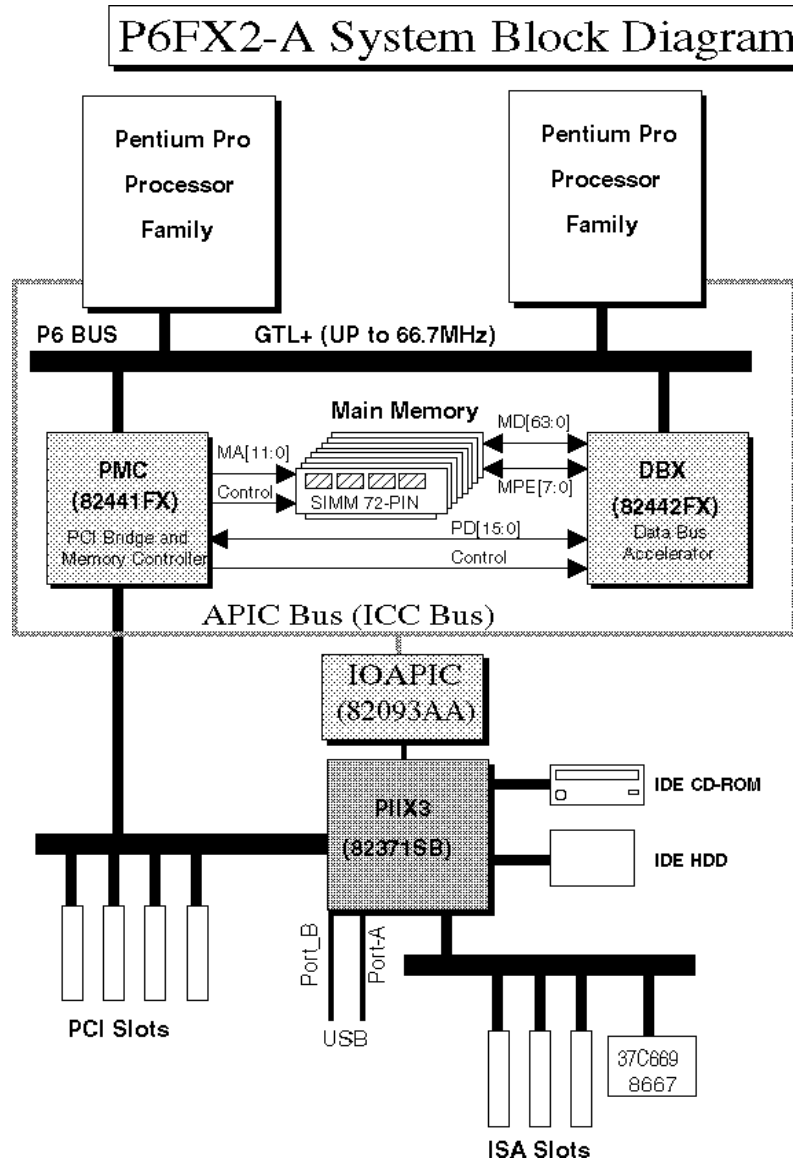 P6FX2-A System Block Diagram
Pentium Pro
Processor
Family
Pentium Pro
Processor
Family
P6 BUS
GTL+ (UP to 66.7MHz)
PMC
(82441FX)
PCI Bridge and
Memory Controller
MA[11:0]
Control
Main Memory
SIMM 72-PIN
MD[63:0]
MPE[7:0]
DBX
(82442FX)
Data Bus
Accelerator
PD[15:0]
Control
APIC Bus (ICC Bus)
IOAPIC
(82093AA)
PIIX3
(82371SB)
IDE CD-ROM
IDE HDD
Port_B
Port-A
USB
PCI Slots
37C669
8667
ISA Slots